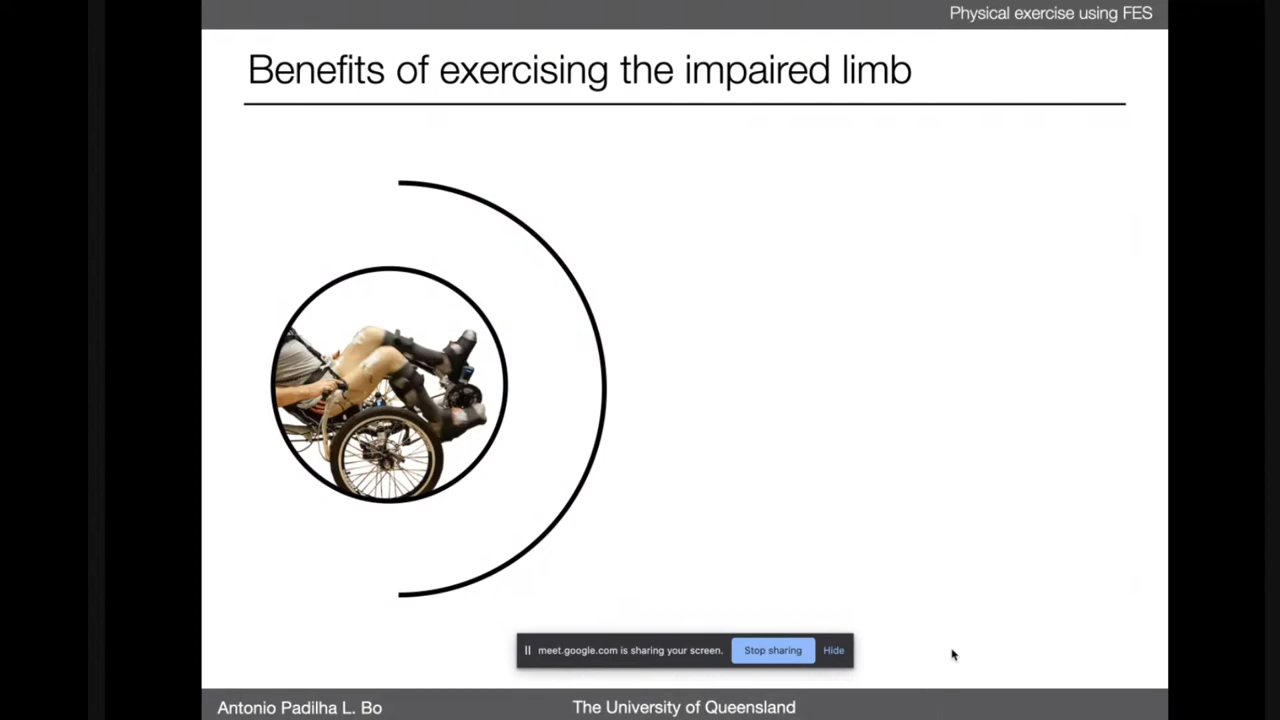 Physical exercise using FES
Benefits of exercising the impaired limb
meet.google.com is sharing your screen. Stop sharing Hide
Antonio Padilha L. Bo The University of Queensland